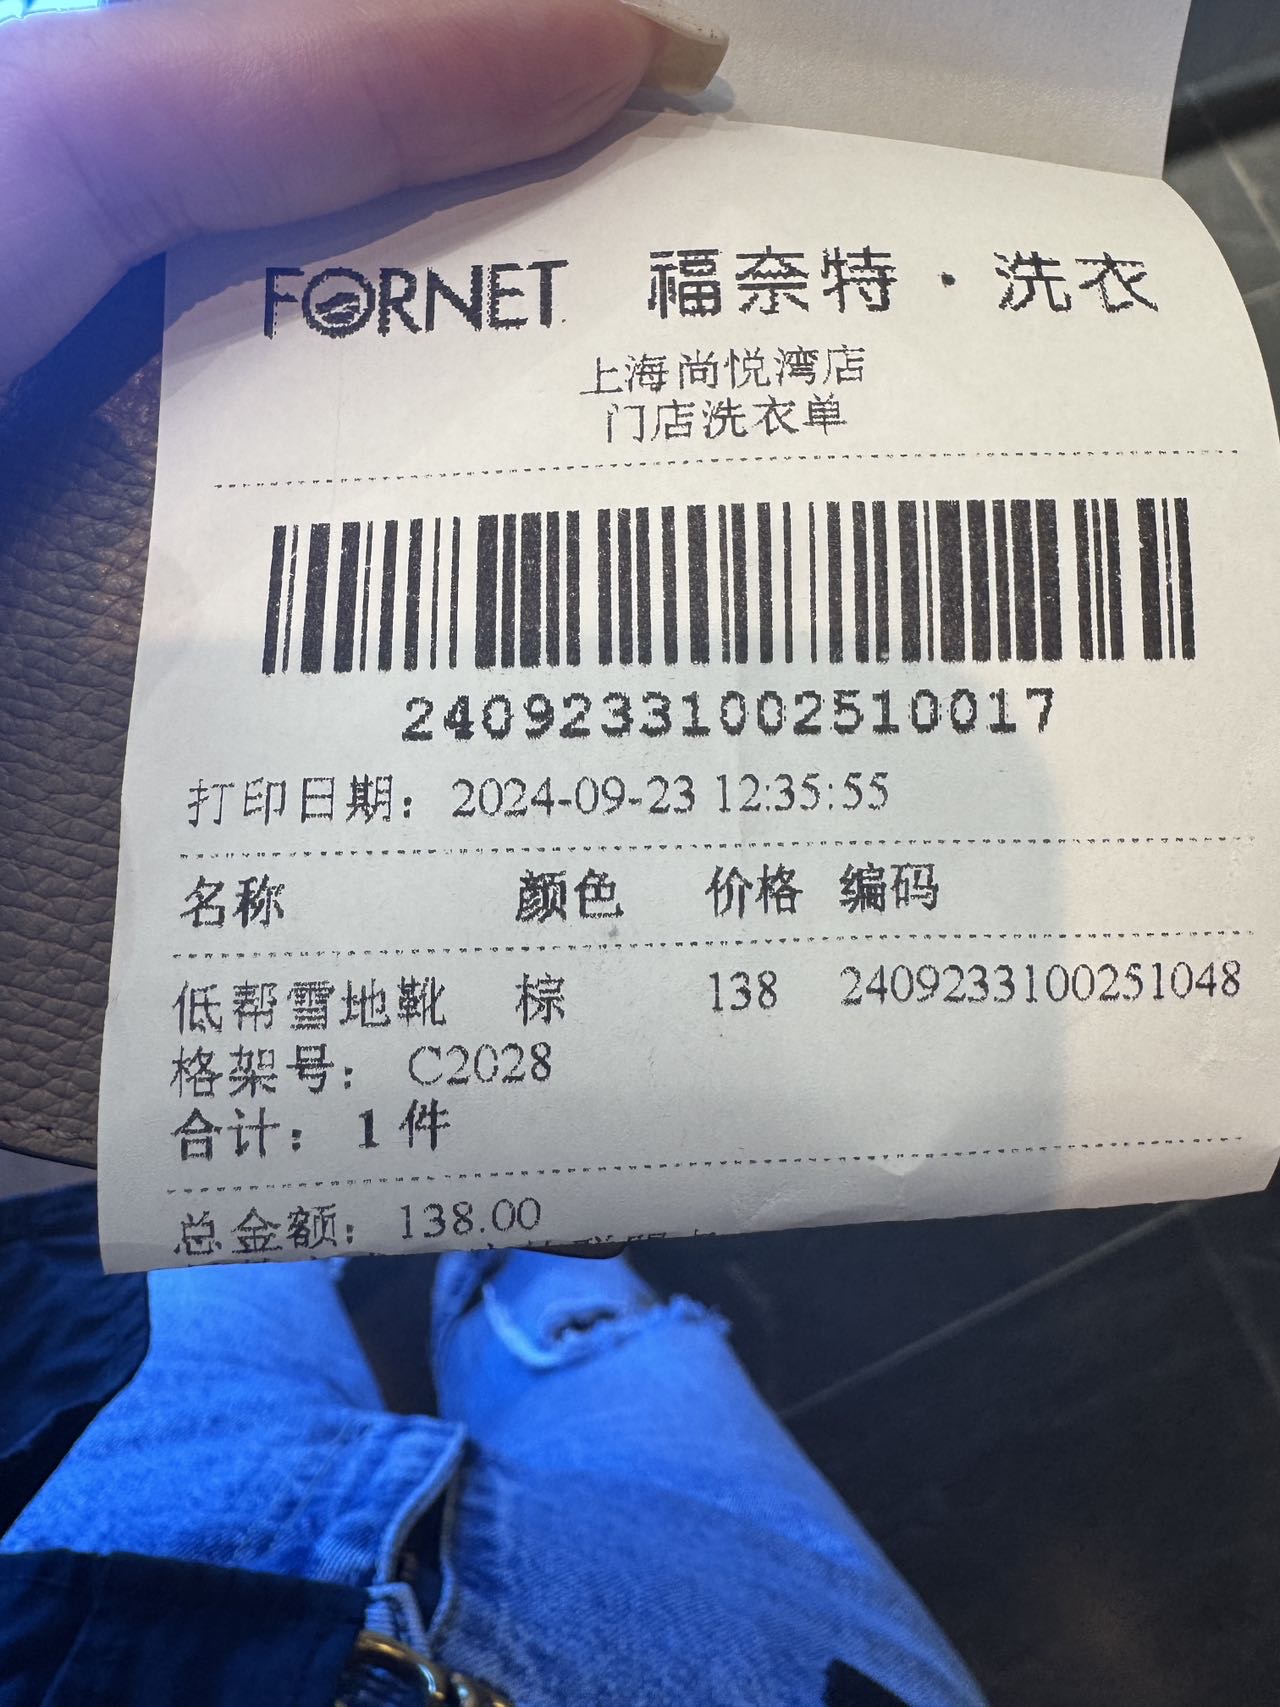 FORNET 福奈特·洗衣
上海尚悦湾店
门店洗衣单
24092331002510017
打印日期：2024-09-23 12:35:55
名称 颜色 价格 编码
低帮雪地靴 棕 138 2409233100251048
格架号：C2028
合计：1件
总金额：138.00